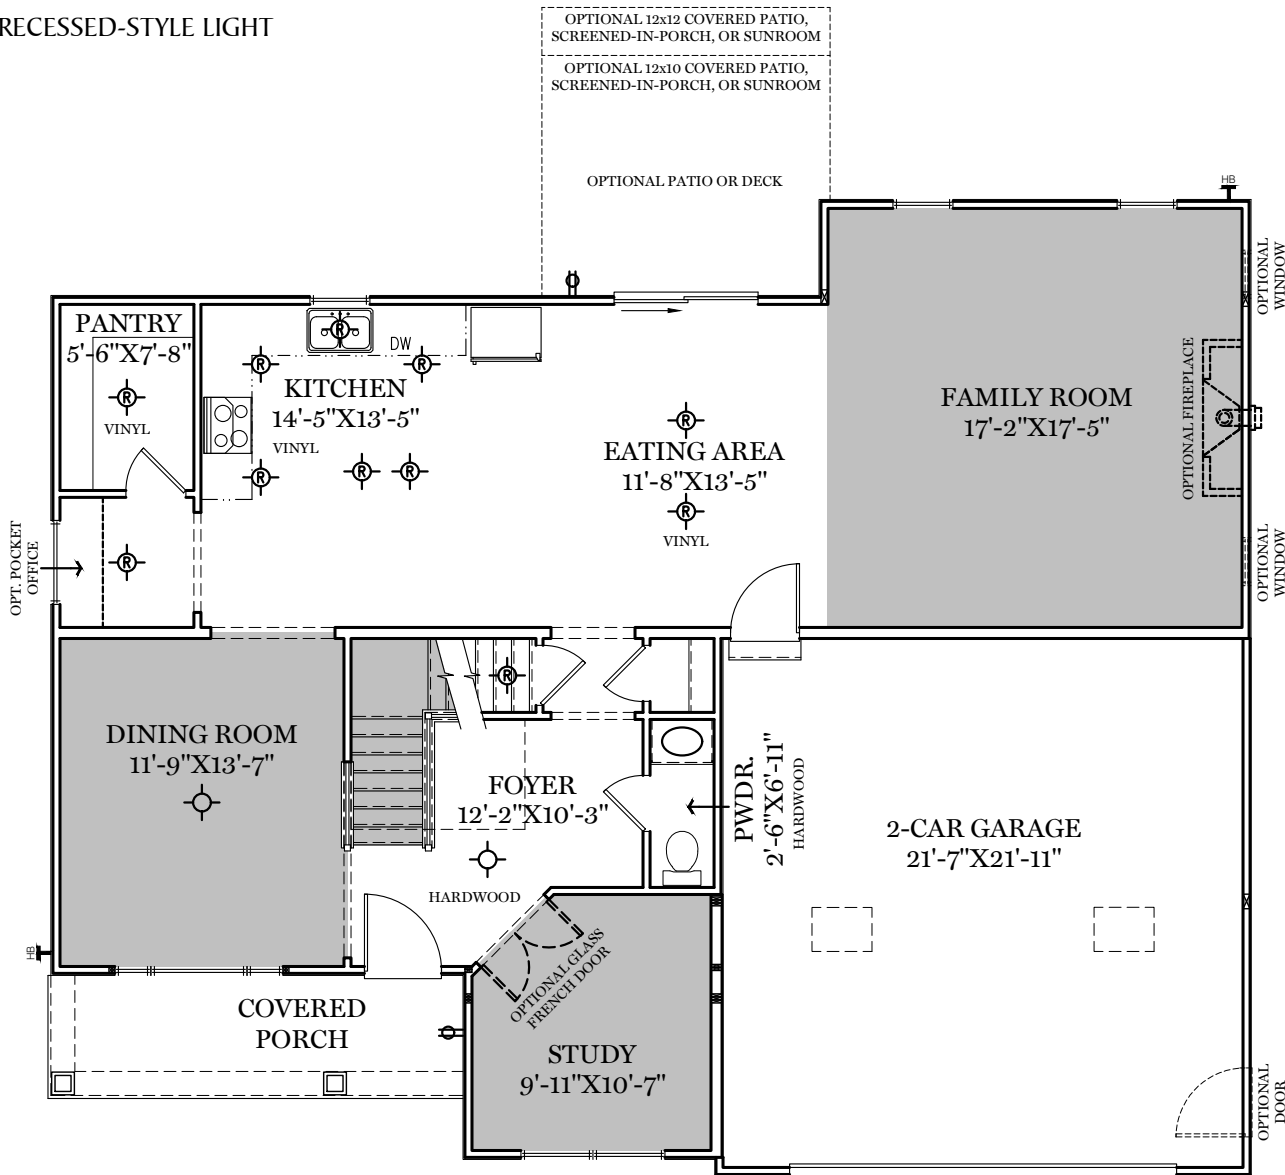 RECESSED-STYLE LIGHT
OPTIONAL 12x12 COVERED PATIO,
SCREENED-IN-PORCH, OR SUNROOM
OPTIONAL 12x10 COVERED PATIO,
SCREENED-IN-PORCH, OR SUNROOM
OPTIONAL PATIO OR DECK
HB
OPTIONAL
WINDOW
PANTRY
5'-6"X7'-8"
R
VINYL
R
DW
R
R
KITCHEN
14'-5"X13'-5"
VINYL
R
R
R
R
EATING AREA
11'-8"X13'-5"
R
VINYL
FAMILY ROOM
17'-2"X17'-5"
OPTIONAL FIREPLACE
OPTIONAL
WINDOW
OPT. POCKET
OFFICE
R
R
DINING ROOM
11'-9"X13'-7"
FOYER
12'-2"X10'-3"
HARDWOOD
PWDR.
2'-6"X6'-11"
HARDWOOD
2-CAR GARAGE
21'-7"X21'-11"
HB
OPTIONAL GLASS
FRENCH DOOR
COVERED
PORCH
STUDY
9'-11"X10'-7"
OPTIONAL
DOOR